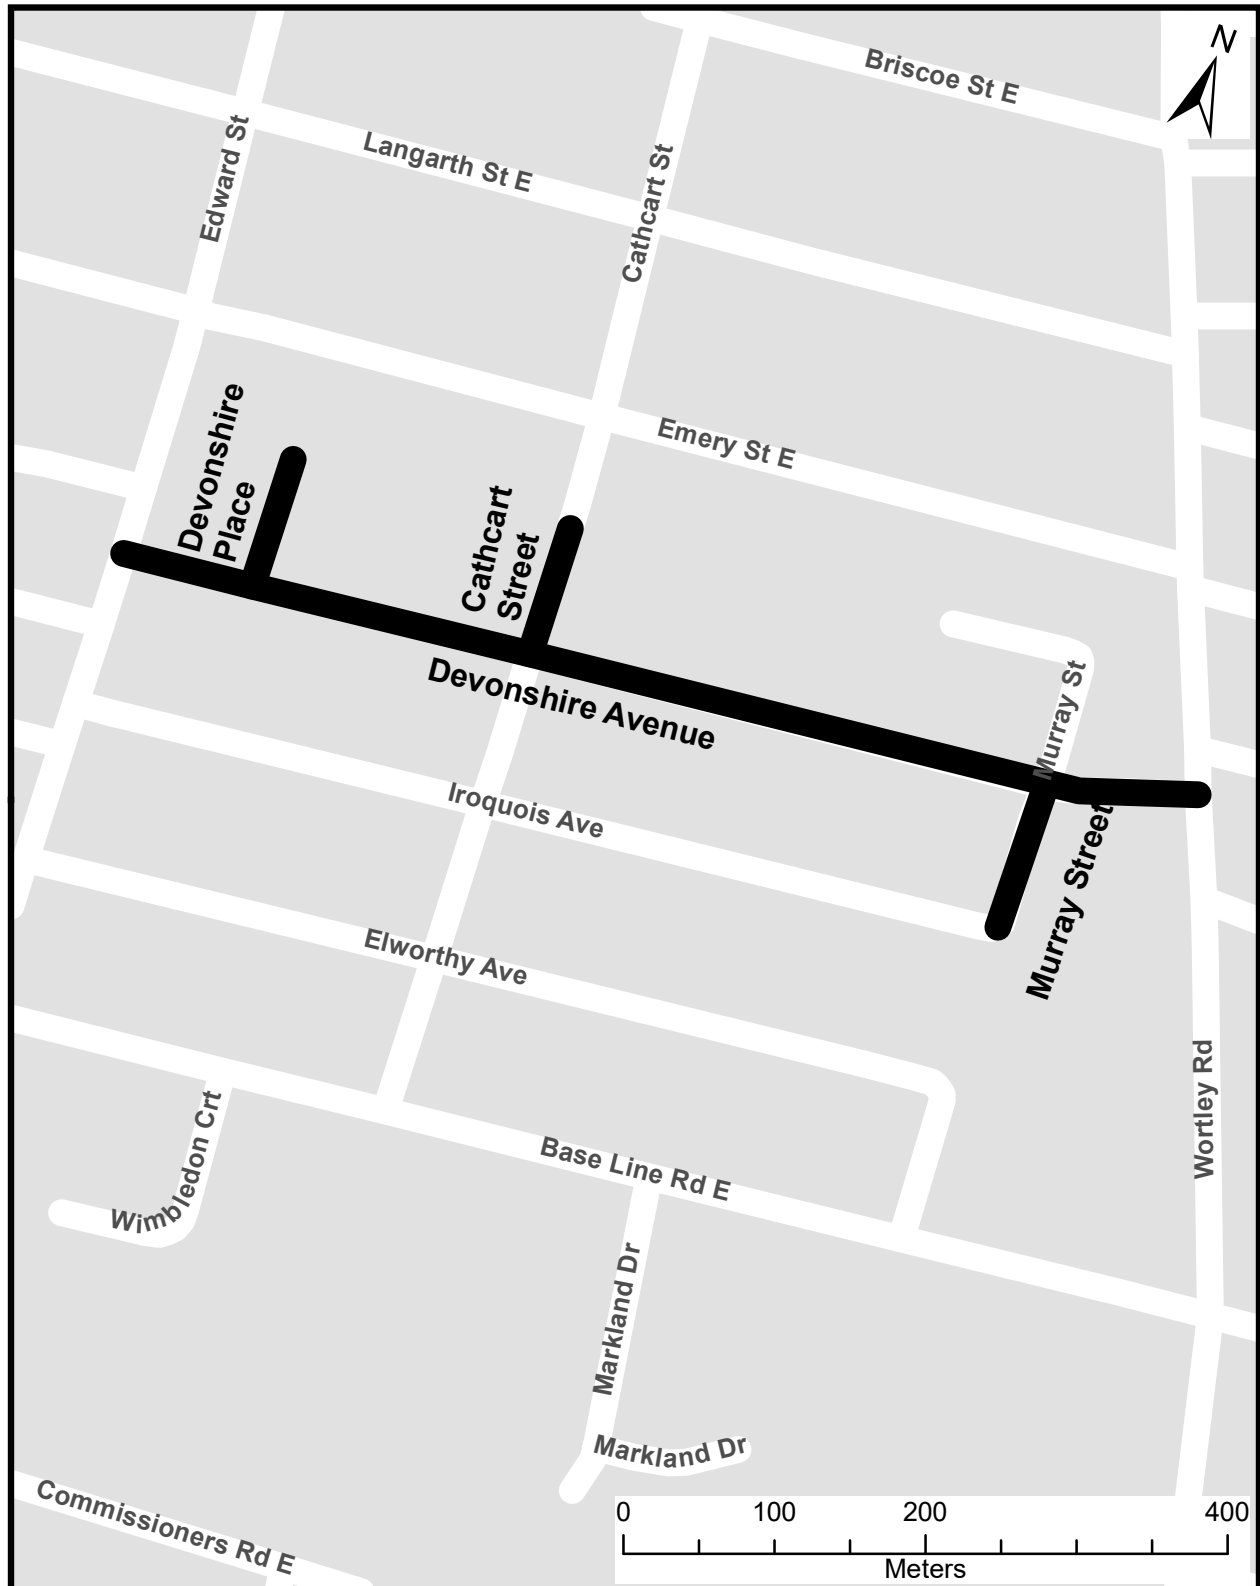 N
Briscoe St E
Edward St
Langarth St E
Cathcart St
Devonshire
Place
Cathcart
Street
Emery St E
Devonshire Avenue
Murray St
Iroquois Ave
Murray Street
Elworthy Ave
Wortley Rd
Wimbledon Crt
Base Line Rd E
Markland Dr
Markland Dr
Commissioners Rd E
0 100 200 400
Meters